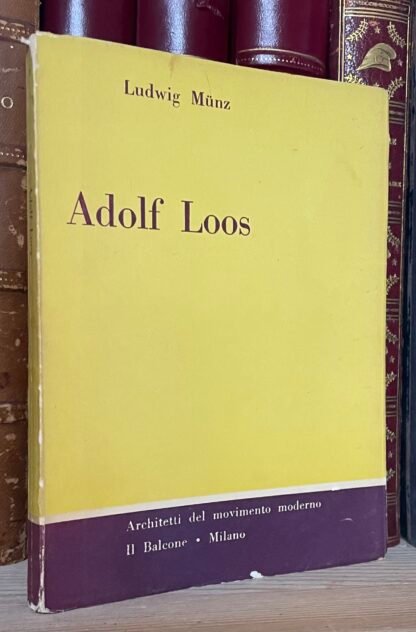 Ludwig Münz
Adolf Loos
Architetti del movimento moderno
Il Balcone • Milano